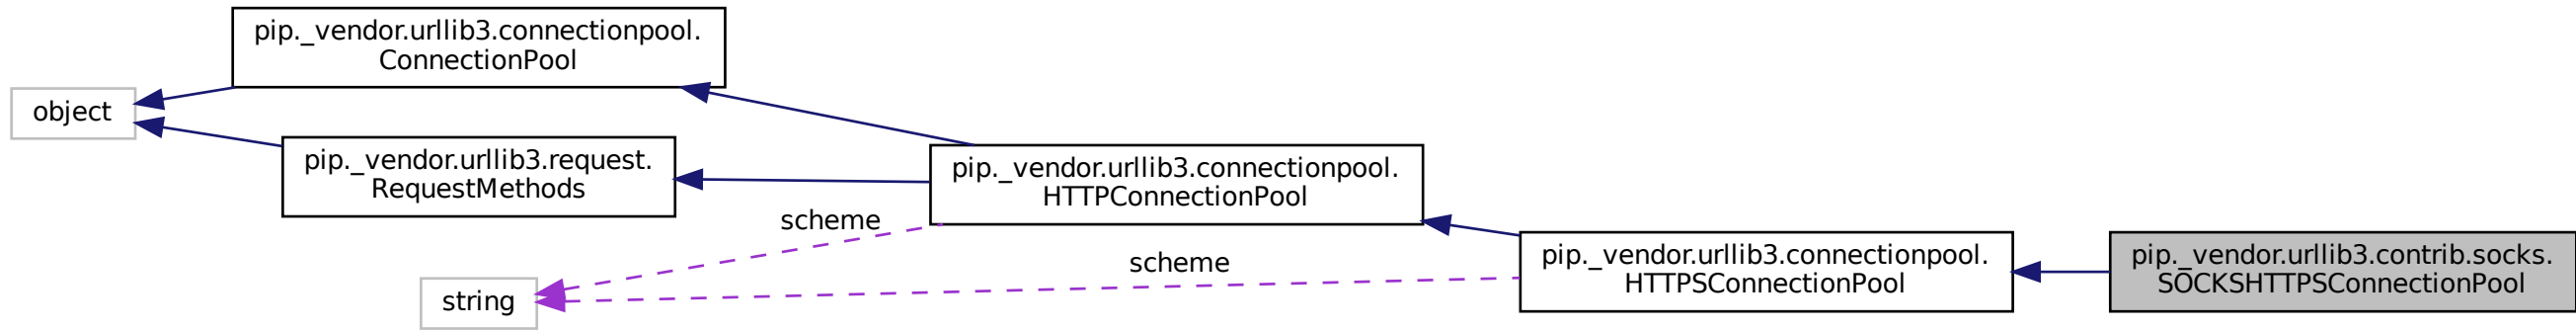 pip._vendor.urllib3.connectionpool.
ConnectionPool
object
pip._vendor.urllib3.request.
RequestMethods
pip._vendor.urllib3.connectionpool.
HTTPConnectionPool
scheme
string
scheme
pip._vendor.urllib3.connectionpool.
HTTPSConnectionPool
pip._vendor.urllib3.contrib.socks.
SOCKSHTTPSConnectionPool